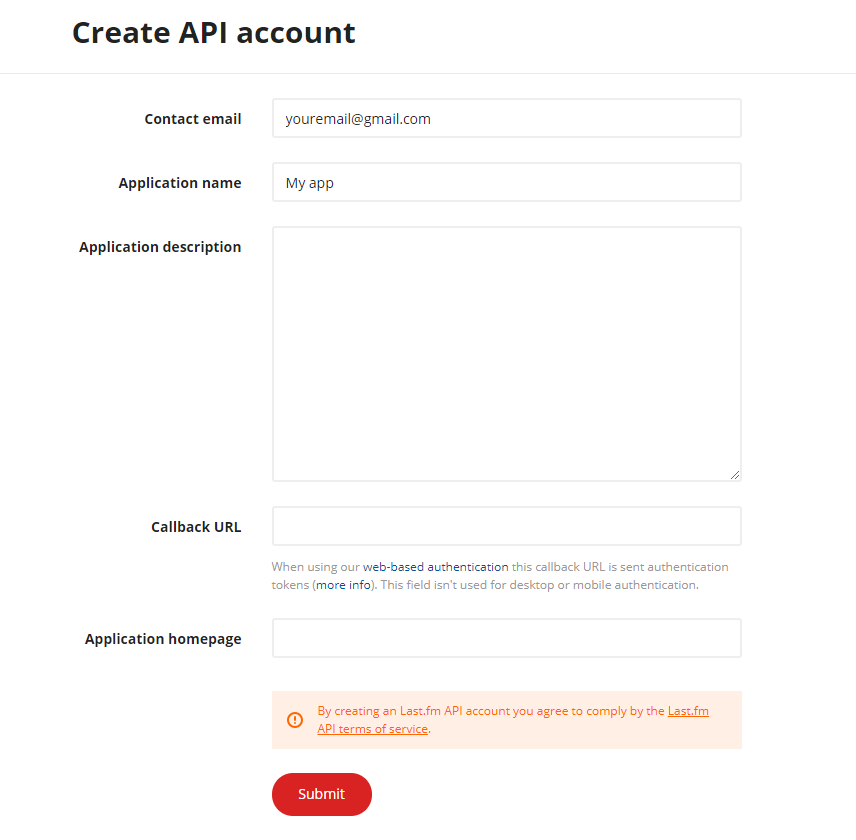 Create API account
Contact email
youremail@gmail.com
Application name
My app
Application description
Callback URL
When using our web-based authentication this callback URL is sent authentication
tokens (more info). This field isn't used for desktop or mobile authentication.
Application homepage
By creating an Last.fm API account you agree to comply by the Last.fm
API terms of service.
Submit